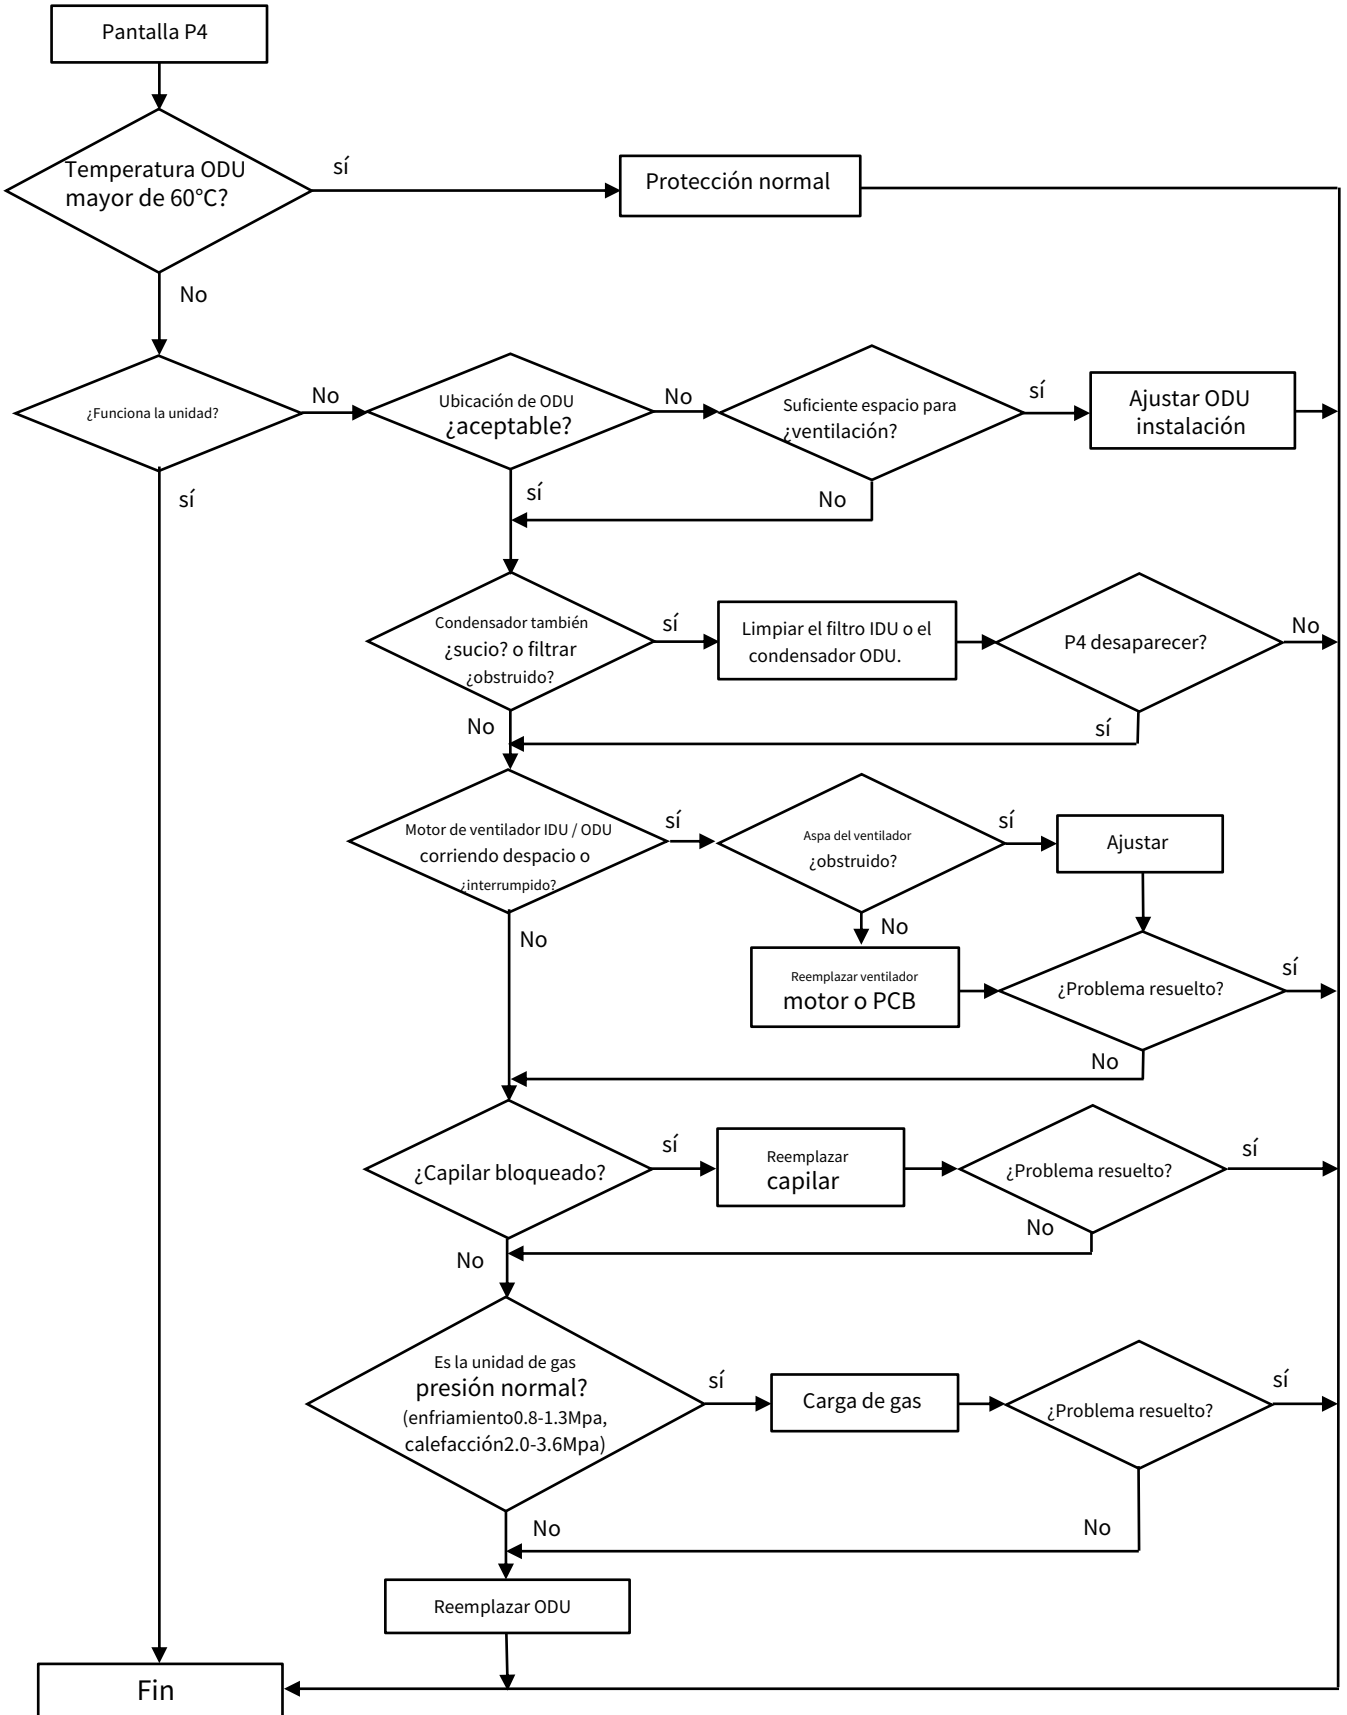 Pantalla P4
Temperatura ODU
mayor de 60°C?
sí
Protección normal
No
¿Funciona la unidad?
No
Ubicación de ODU
¿aceptable?
No
Suficiente espacio para
¿ventilación?
sí
Ajustar ODU
instalación
sí
sí
No
Condensador también
¿sucio? o filtrar
¿obstruido?
sí
Limpiar el filtro IDU o el
condensador ODU.
P4 desaparecer?
No
No
sí
Motor de ventilador IDU / ODU
corriendo despacio o
¿interrumpido?
sí
Aspa del ventilador
¿obstruido?
sí
Ajustar
No
No
Reemplazar ventilador
motor o PCB
¿Problema resuelto?
sí
No
¿Capilar bloqueado?
sí
Reemplazar
capilar
¿Problema resuelto?
sí
No
No
Es la unidad de gas
presión normal?
(enfriamiento0.8-1.3Mpa,
calefacción2.0-3.6Mpa)
sí
Carga de gas
¿Problema resuelto?
sí
No
No
Reemplazar ODU
Fin